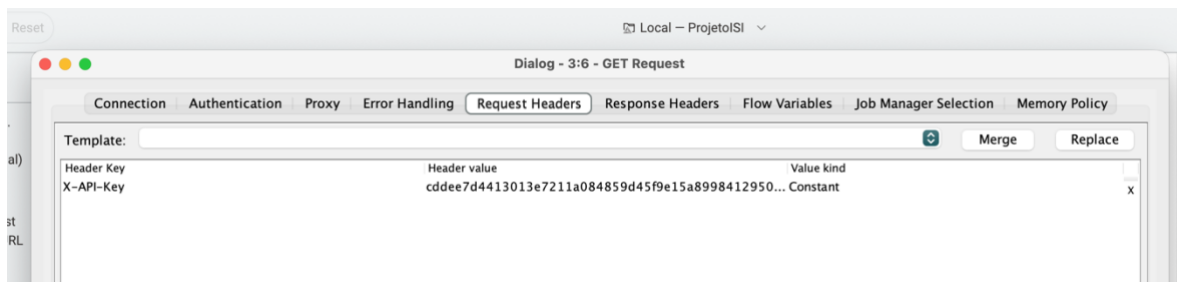 Reset
Local — ProjetoISI
Dialog - 3:6 - GET Request
Connection Authentication Proxy Error Handling Request Headers Response Headers Flow Variables Job Manager Selection Memory Policy
Template:
Merge Replace
Header Key Header value Value kind
X-API-Key cddee7d4413013e7211a084859d45f9e15a8998412950... Constant X
al)
st
RL